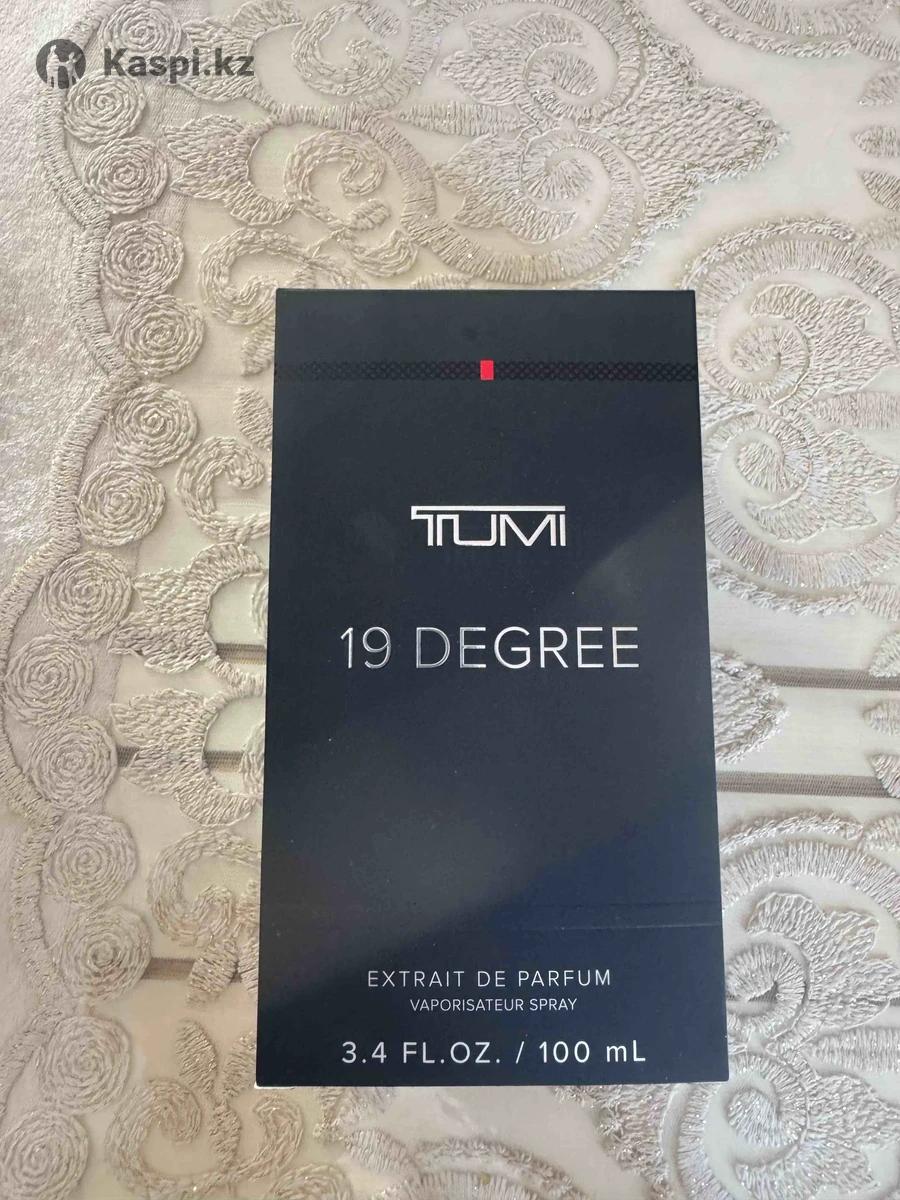 Kaspi.kz
TUMI
19 DEGREE
EXTRAIT DE PARFUM
VAPORISATEUR SPRAY
3.4 FL.OZ. / 100 mL